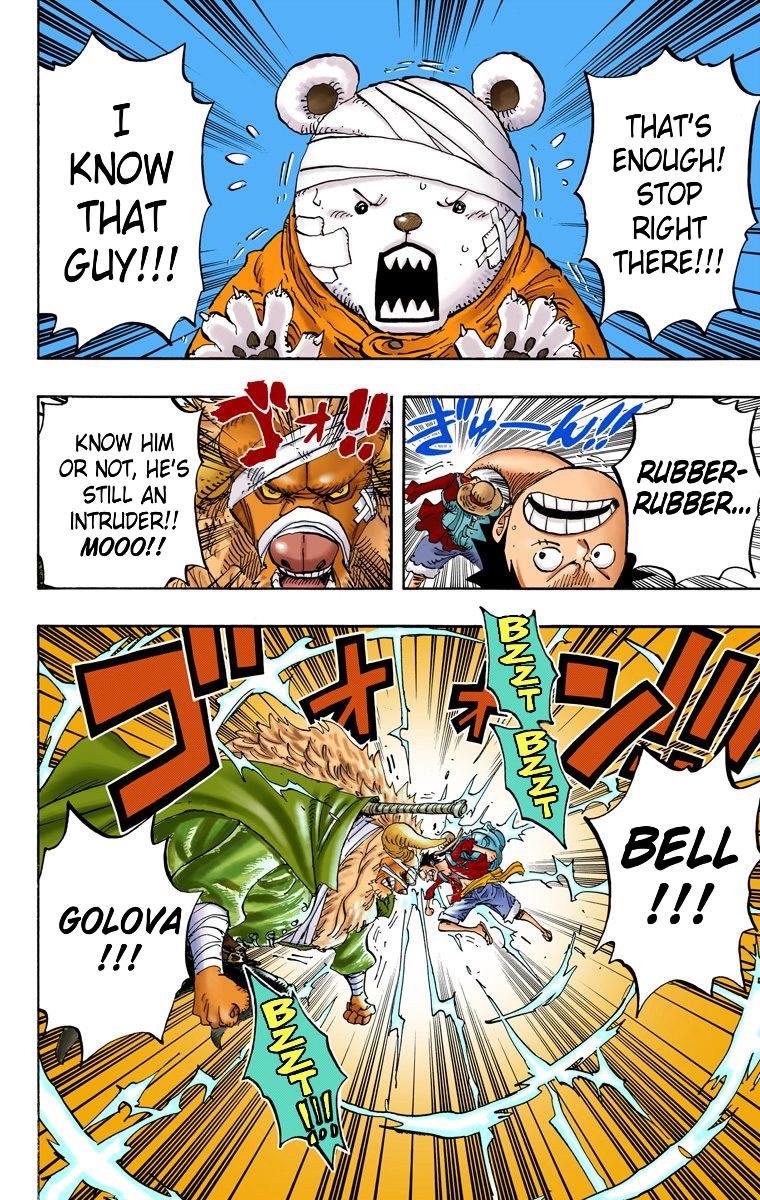 THAT'S
ENOUGH!
STOP
RIGHT
THERE!!!
I
KNOW
THAT
GUY!!!
ぎゅーん!!
RUBBER-
RUBBER...
ゴォ!!
KNOW HIM
OR NOT, HE'S
STILL AN
INTRUDER!!
MOOO!!
ゴォォン!!!
BZZT
BZZT
BELL
!!!
GOLOVA
!!!
BZZT!!!